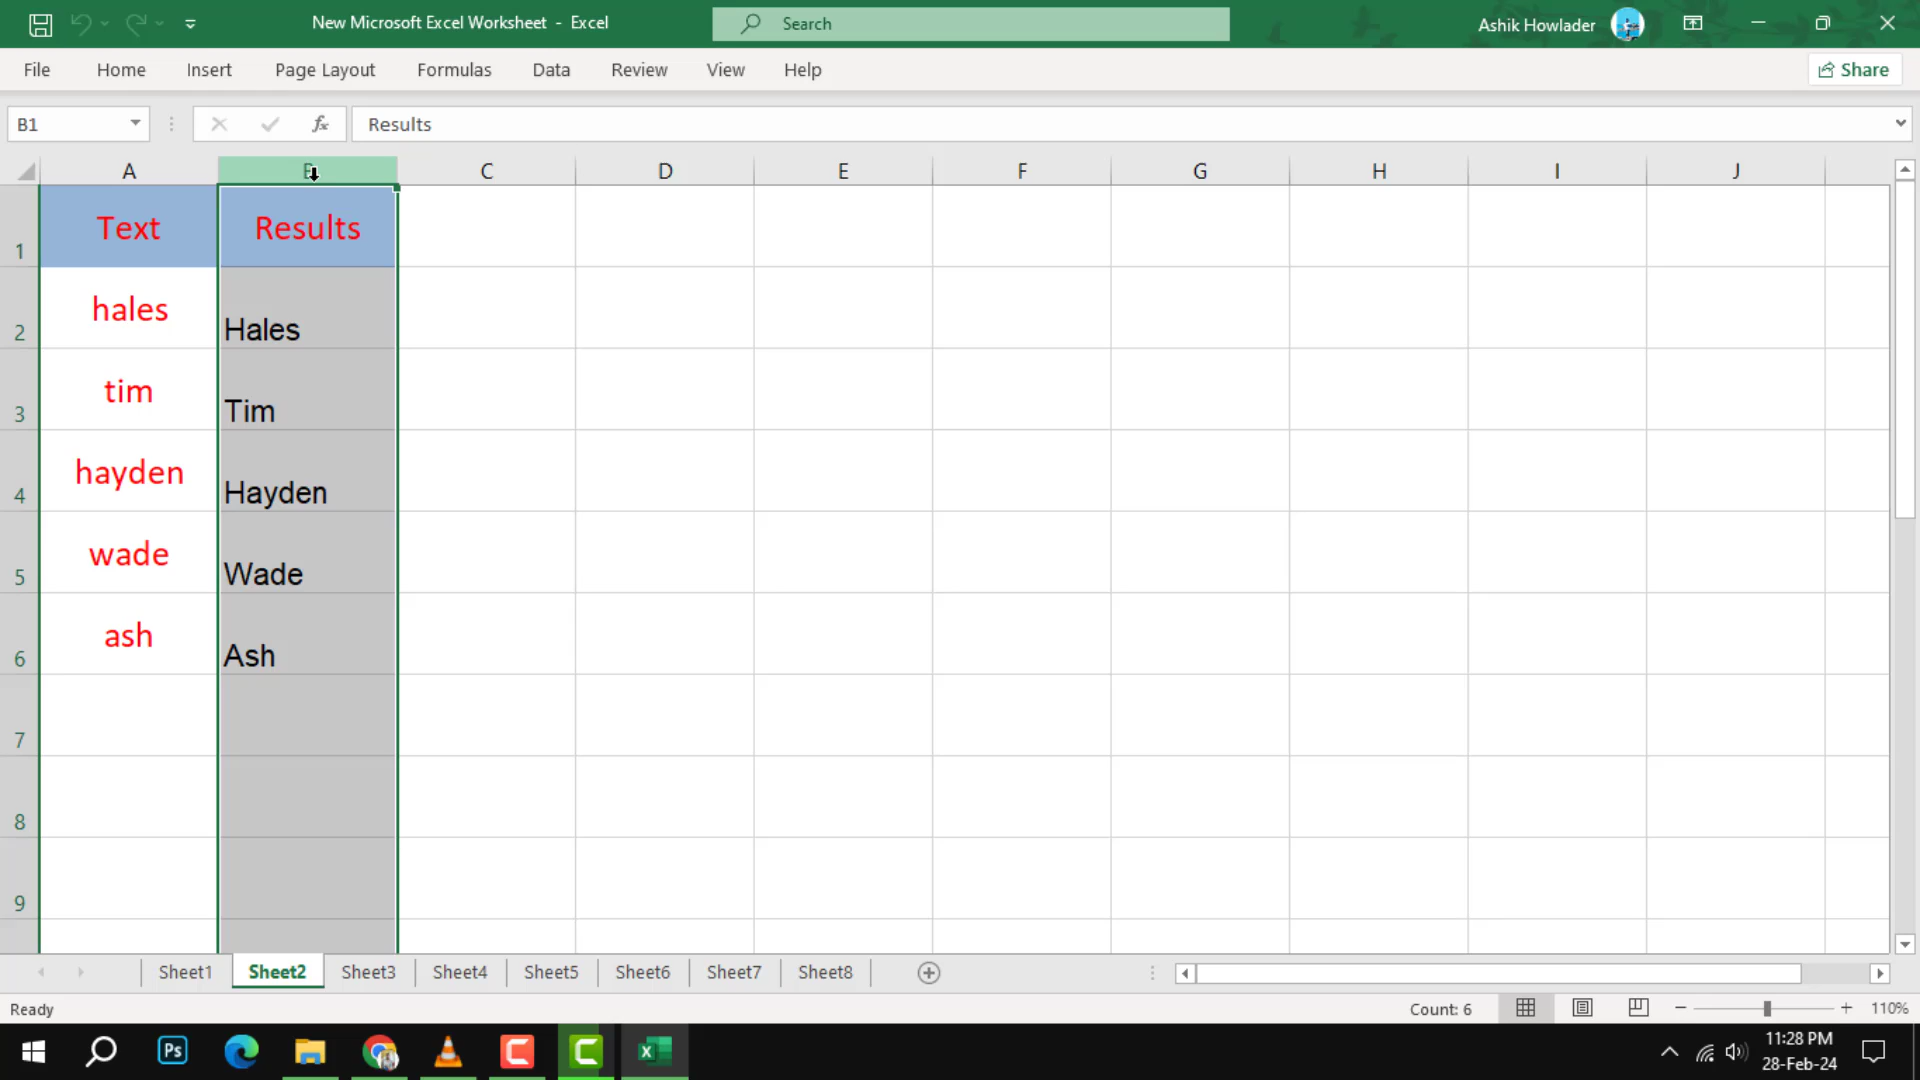 New Microsoft Excel Worksheet - Excel
Search
Ashik Howlader
File Home Insert Page Layout Formulas Data Review View Help
Share
B1
fx
Results
A C D E F G H I J
Text Results
1
hales
2 Hales
tim
3 Tim
hayden
4 Hayden
wade
5 Wade
ash
6 Ash
7
8
9
Sheet1 Sheet2 Sheet3 Sheet4 Sheet5 Sheet6 Sheet7 Sheet8
Ready
Count: 6
110%
Ps
11:28 PM
28-Feb-24